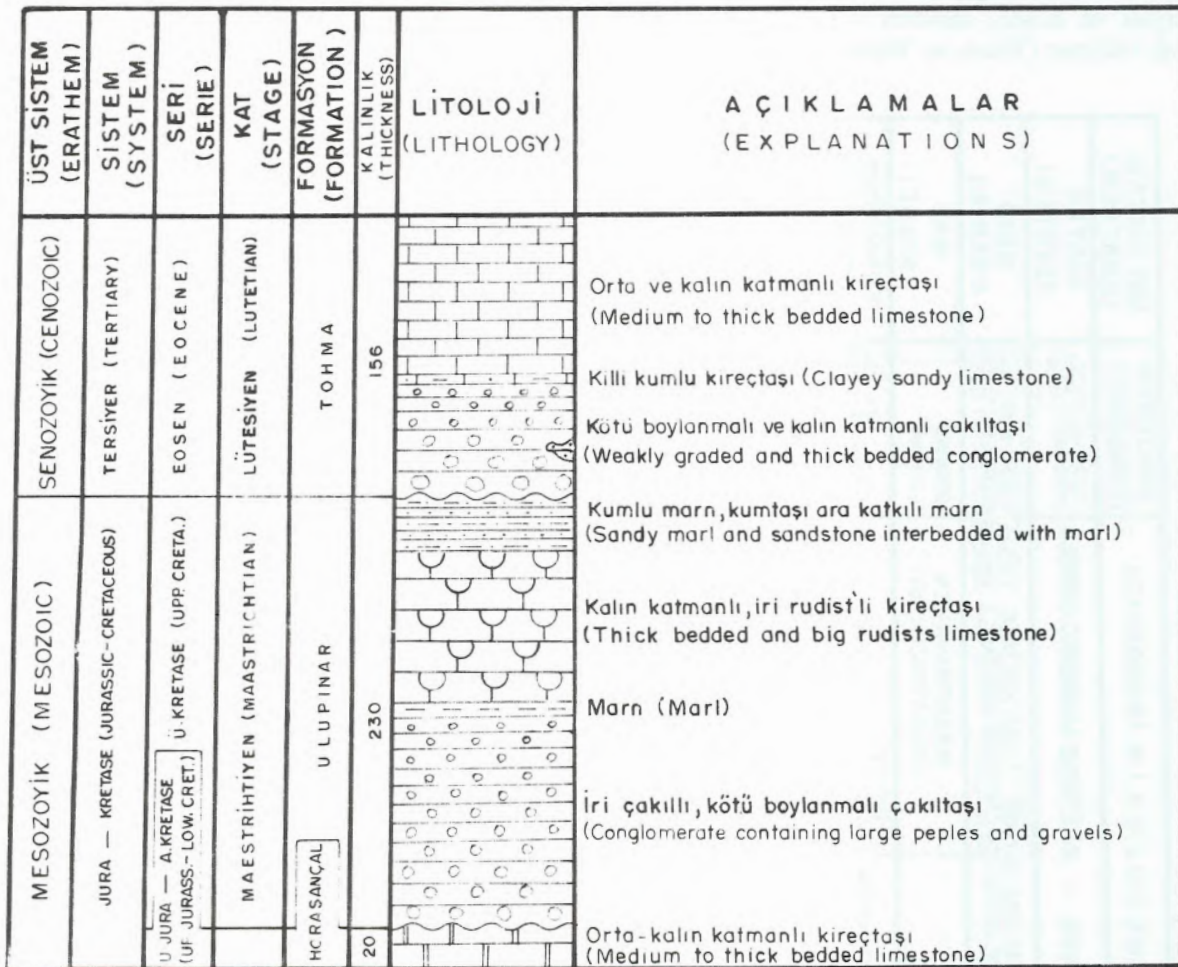 ÜST SİSTEM
(ERATHEM)
SİSTEM
(SYSTEM)
SERİ
(SERIE)
KAT
(STAGE)
FORMASYON
(FORMATION)
KALINLIK
(THICKNESS)
LİTOLOJİ
(LITHOLOGY)
AÇIKLAMALAR
(EXPLANATIONS)
SENOZOYİK (CENOZOIC)
TERSİYER (TERTIARY)
EOSEN (EOCENE)
LÜTESİYEN (LUTETIAN)
TOHMA
156
Orta ve kalın katmanlı kireçtaşı
(Medium to thick bedded limestone)
Killi kumlu kireçtaşı (Clayey sandy limestone)
Kötü boylanmalı ve kalın katmanlı çakıltaşı
(Weakly graded and thick bedded conglomerate)
MESOZOYİK (MESOZOIC)
JURA — KRETASE (JURASSIC-CRETACEOUS)
Ü.KRETASE (UPP. CRETA.)
MAESTRİHTİYEN (MAASTRICHTIAN)
ULUPINAR
230
Kumlu marn, kumtaşı ara katkılı marn
(Sandy marl and sandstone interbedded with marl)
Kalın katmanlı, iri rudist'li kireçtaşı
(Thick bedded and big rudists limestone)
Marn (Marl)
İri çakıllı, kötü boylanmalı çakıltaşı
(Conglomerate containing large peples and gravels)
U JURA — A.KRETASE
(UP JURASS.-LOW. CRET.)
HORASANÇAL
20
Orta-kalın katmanlı kireçtaşı
(Medium to thick bedded limestone)